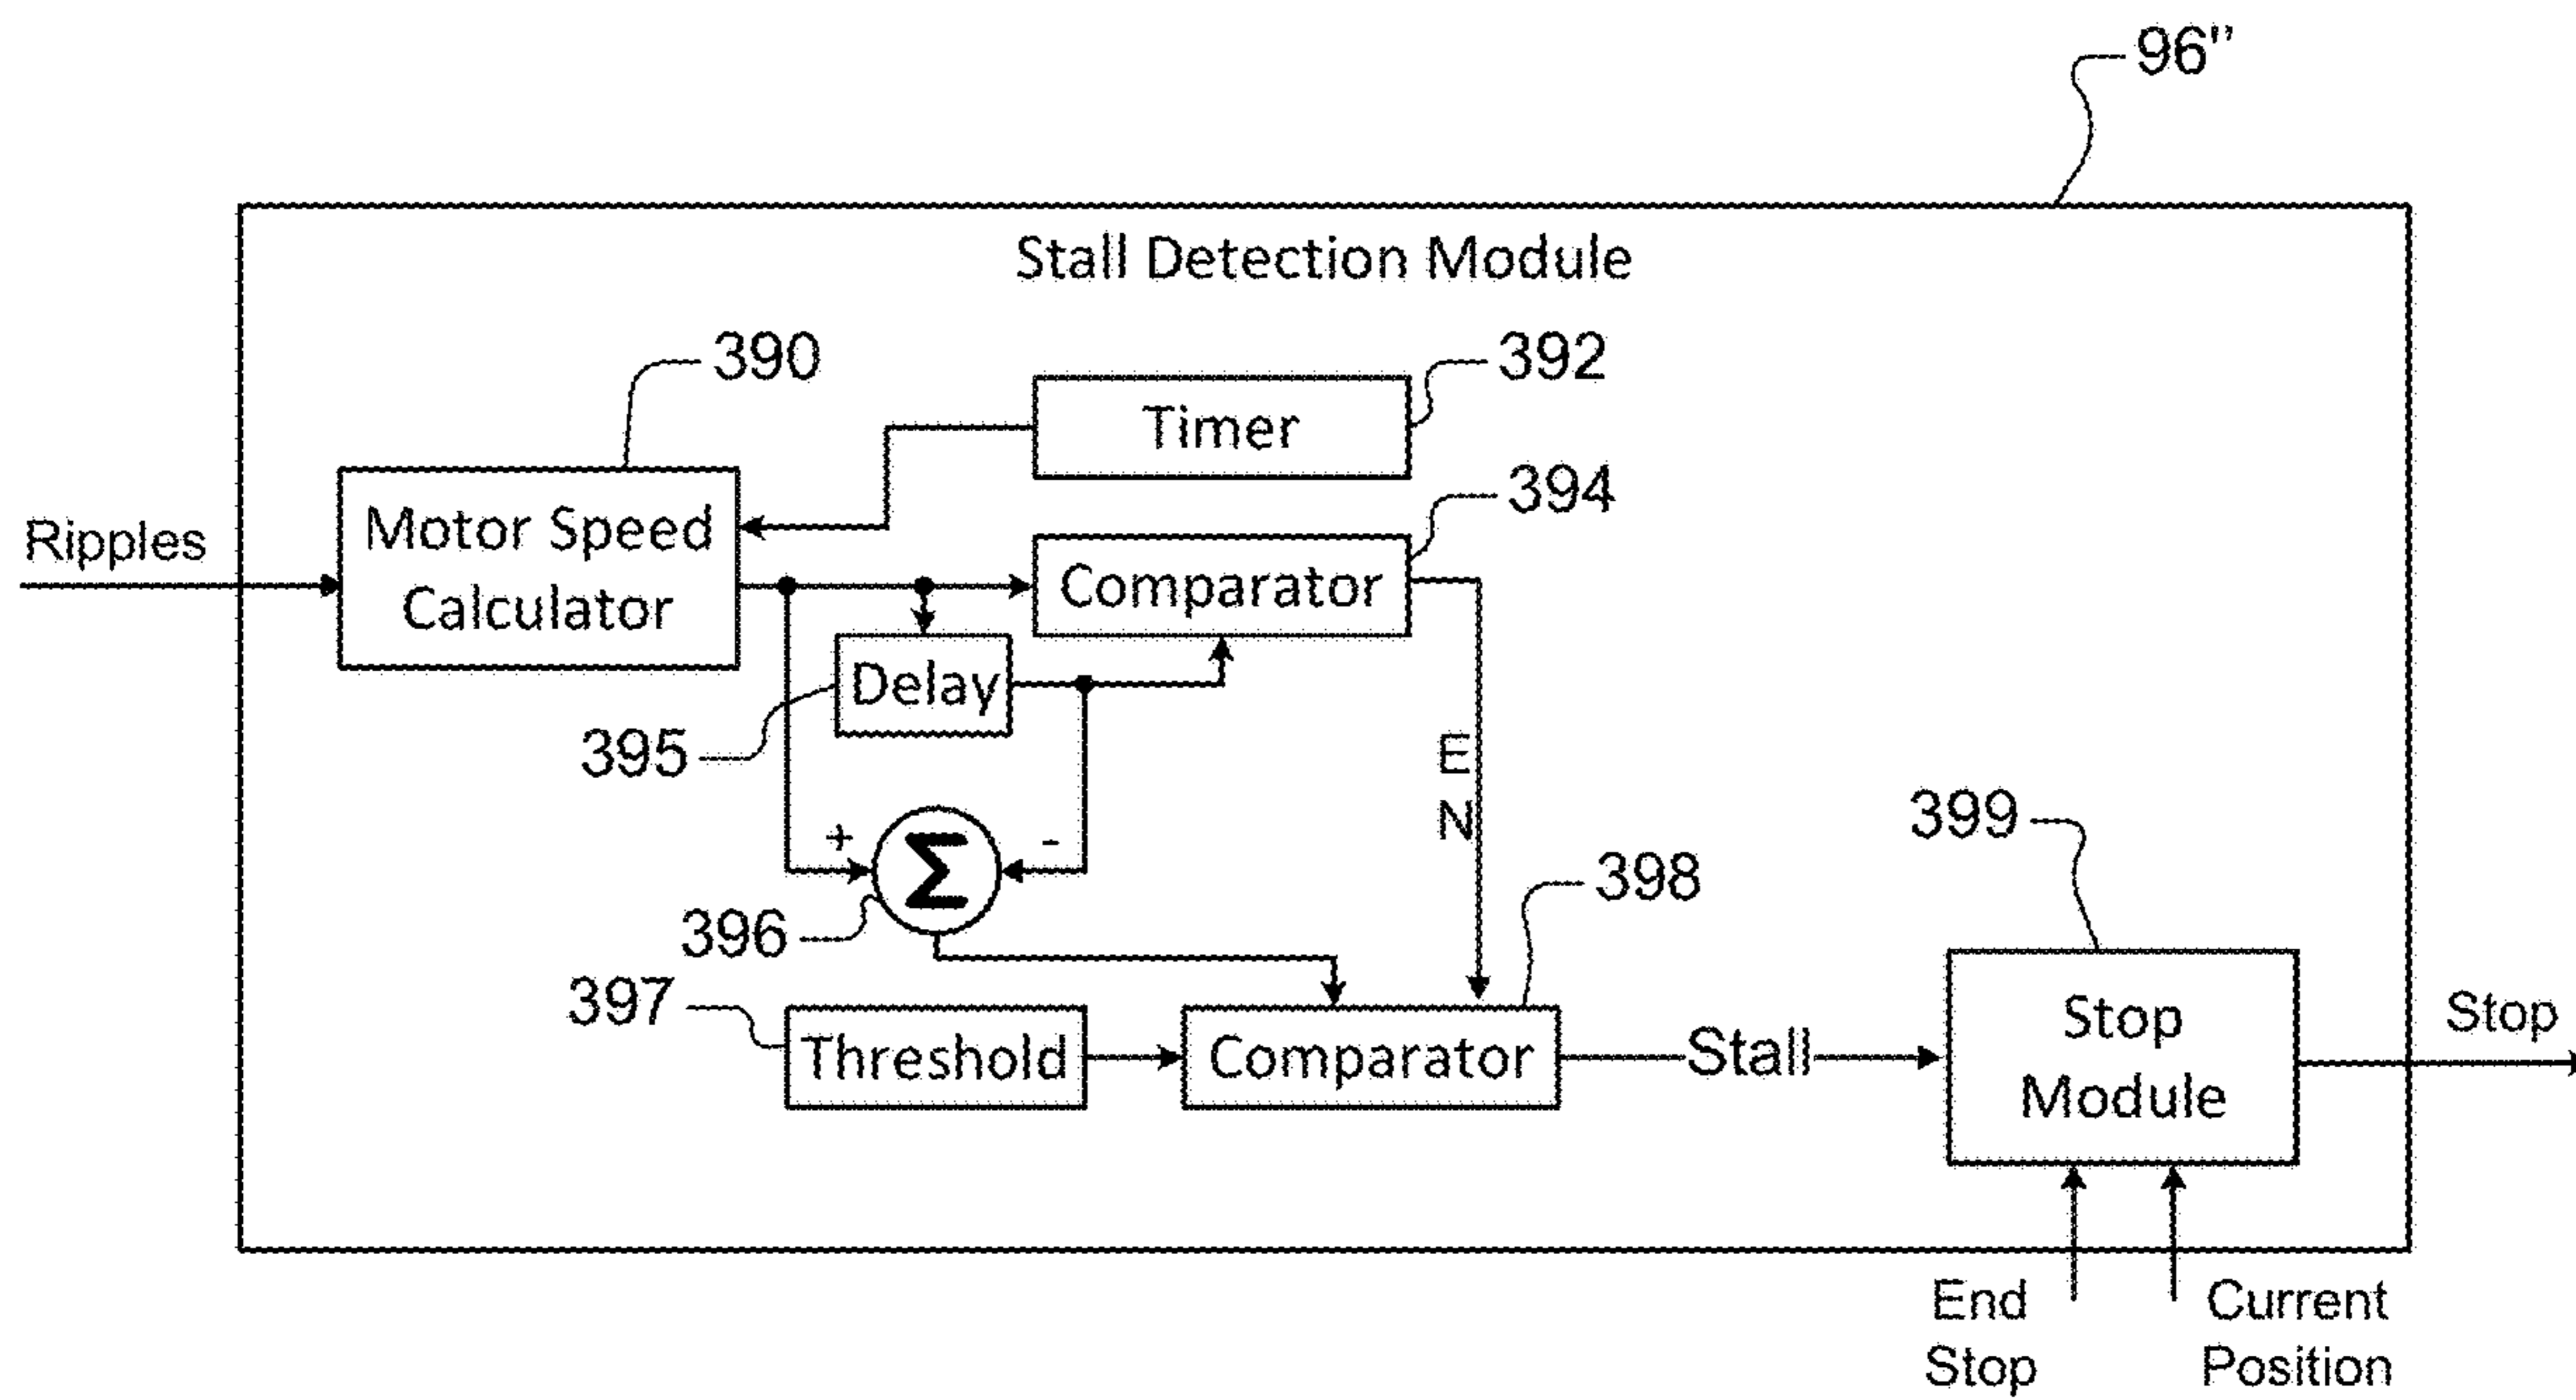 96"
Stall Detection Module
390
392
Timer
394
Ripples
Motor Speed
Calculator
Comparator
Delay
395
E
N
+
-
Σ
396
399
398
397
Threshold
Comparator
Stall
Stop
Module
Stop
End
Stop
Current
Position